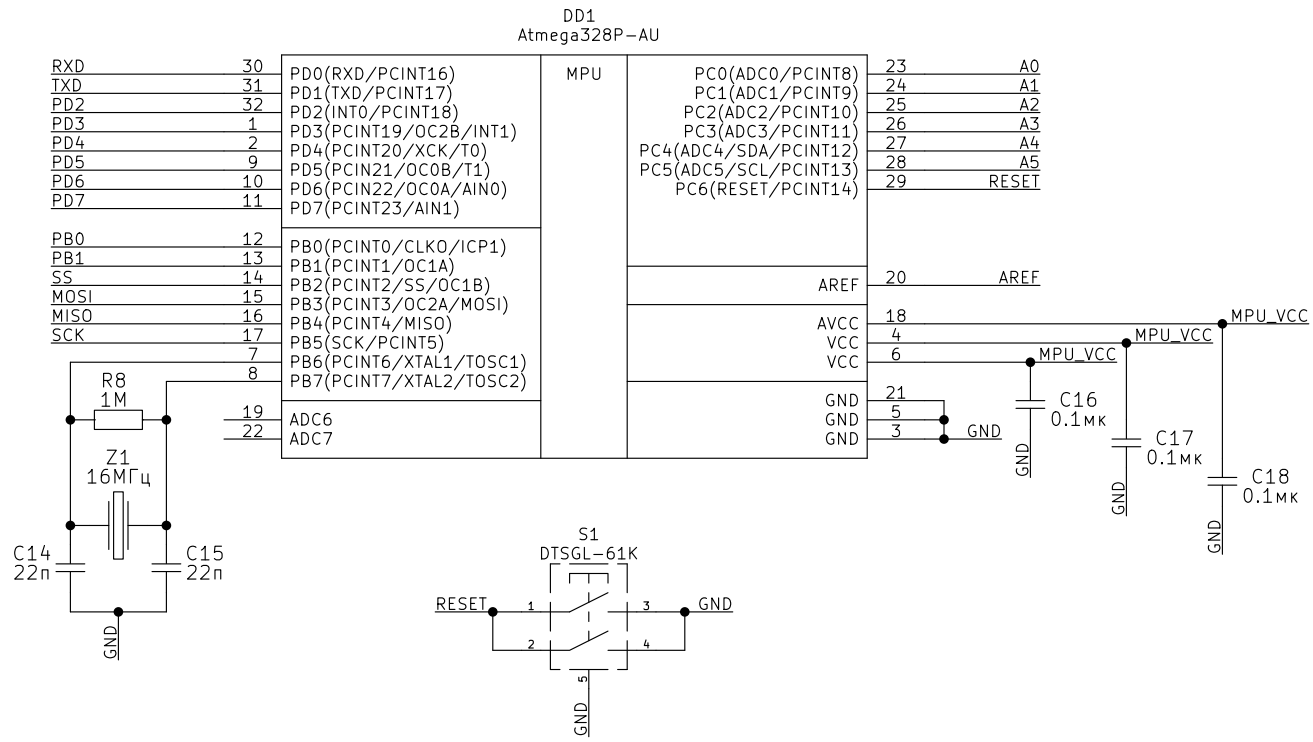 DD1
Atmega328P-AU
MPU
RXD 30 PD0(RXD/PCINT16)
TXD 31 PD1(TXD/PCINT17)
PD2 32 PD2(INT0/PCINT18)
PD3 1 PD3(PCINT19/OC2B/INT1)
PD4 2 PD4(PCINT20/XCK/T0)
PD5 9 PD5(PCIN21/OC0B/T1)
PD6 10 PD6(PCIN22/OC0A/AIN0)
PD7 11 PD7(PCINT23/AIN1)
PB0 12 PB0(PCINT0/CLKO/ICP1)
PB1 13 PB1(PCINT1/OC1A)
SS 14 PB2(PCINT2/SS/OC1B)
MOSI 15 PB3(PCINT3/OC2A/MOSI)
MISO 16 PB4(PCINT4/MISO)
SCK 17 PB5(SCK/PCINT5)
7 PB6(PCINT6/XTAL1/TOSC1)
8 PB7(PCINT7/XTAL2/TOSC2)
19 ADC6
22 ADC7
PC0(ADC0/PCINT8) 23 A0
PC1(ADC1/PCINT9) 24 A1
PC2(ADC2/PCINT10) 25 A2
PC3(ADC3/PCINT11) 26 A3
PC4(ADC4/SDA/PCINT12) 27 A4
PC5(ADC5/SCL/PCINT13) 28 A5
PC6(RESET/PCINT14) 29 RESET
AREF 20 AREF
AVCC 18 MPU_VCC
VCC 4 MPU_VCC
VCC 6 MPU_VCC
GND 21
GND 5
GND 3 GND
C16
0.1мк
GND
C17
0.1мк
GND
C18
0.1мк
GND
R8
1М
Z1
16МГц
C14
22п
C15
22п
GND
S1
DTSGL-61K
RESET 1 3 GND
2 4
5
GND